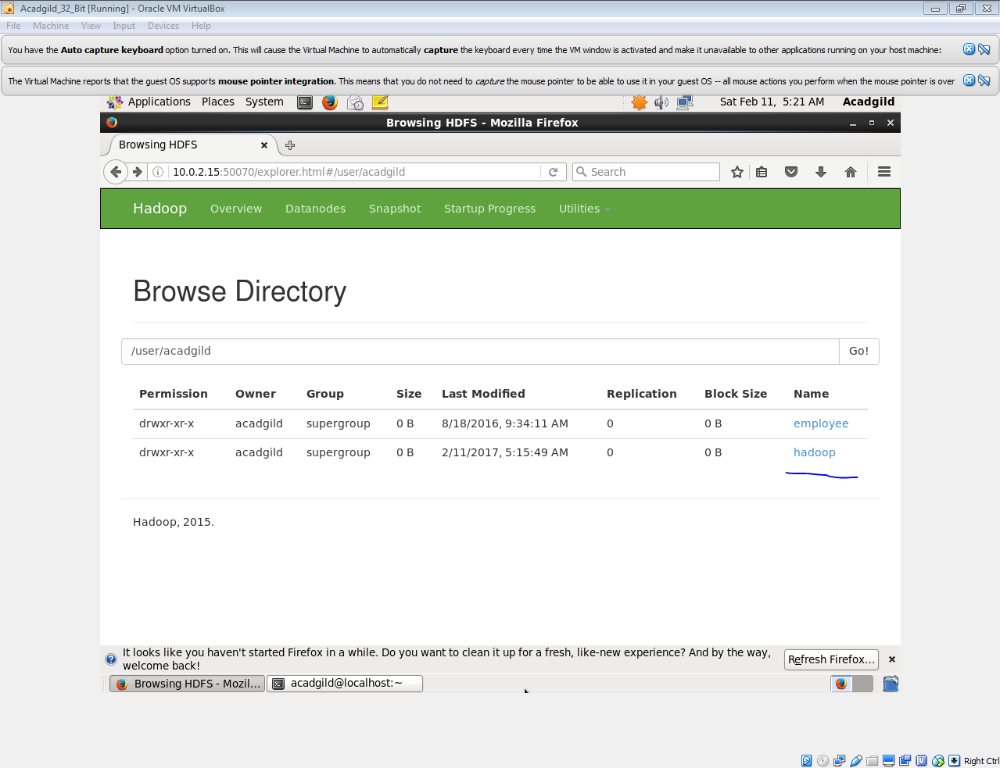 Acadgild_32_Bit [Running] - Oracle VM VirtualBox
File Machine View Input Devices Help
You have the Auto capture keyboard option turned on. This will cause the Virtual Machine to automatically capture the keyboard every time the VM window is activated and make it unavailable to other applications running on your host machine:
The Virtual Machine reports that the guest OS supports mouse pointer integration. This means that you do not need to capture the mouse pointer to be able to use it in your guest OS -- all mouse actions you perform when the mouse pointer is over
Applications Places System Sat Feb 11, 5:21 AM Acadgild
Browsing HDFS - Mozilla Firefox
Browsing HDFS
10.0.2.15:50070/explorer.html#/user/acadgild Search
Hadoop Overview Datanodes Snapshot Startup Progress Utilities
Browse Directory
/user/acadgild Go!
Permission Owner Group Size Last Modified Replication Block Size Name
drwxr-xr-x acadgild supergroup 0 B 8/18/2016, 9:34:11 AM 0 0 B employee
drwxr-xr-x acadgild supergroup 0 B 2/11/2017, 5:15:49 AM 0 0 B hadoop
Hadoop, 2015.
It looks like you haven't started Firefox in a while. Do you want to clean it up for a fresh, like-new experience? And by the way,
welcome back!
Refresh Firefox...
Browsing HDFS - Mozil... acadgild@localhost:~
Right Ctrl